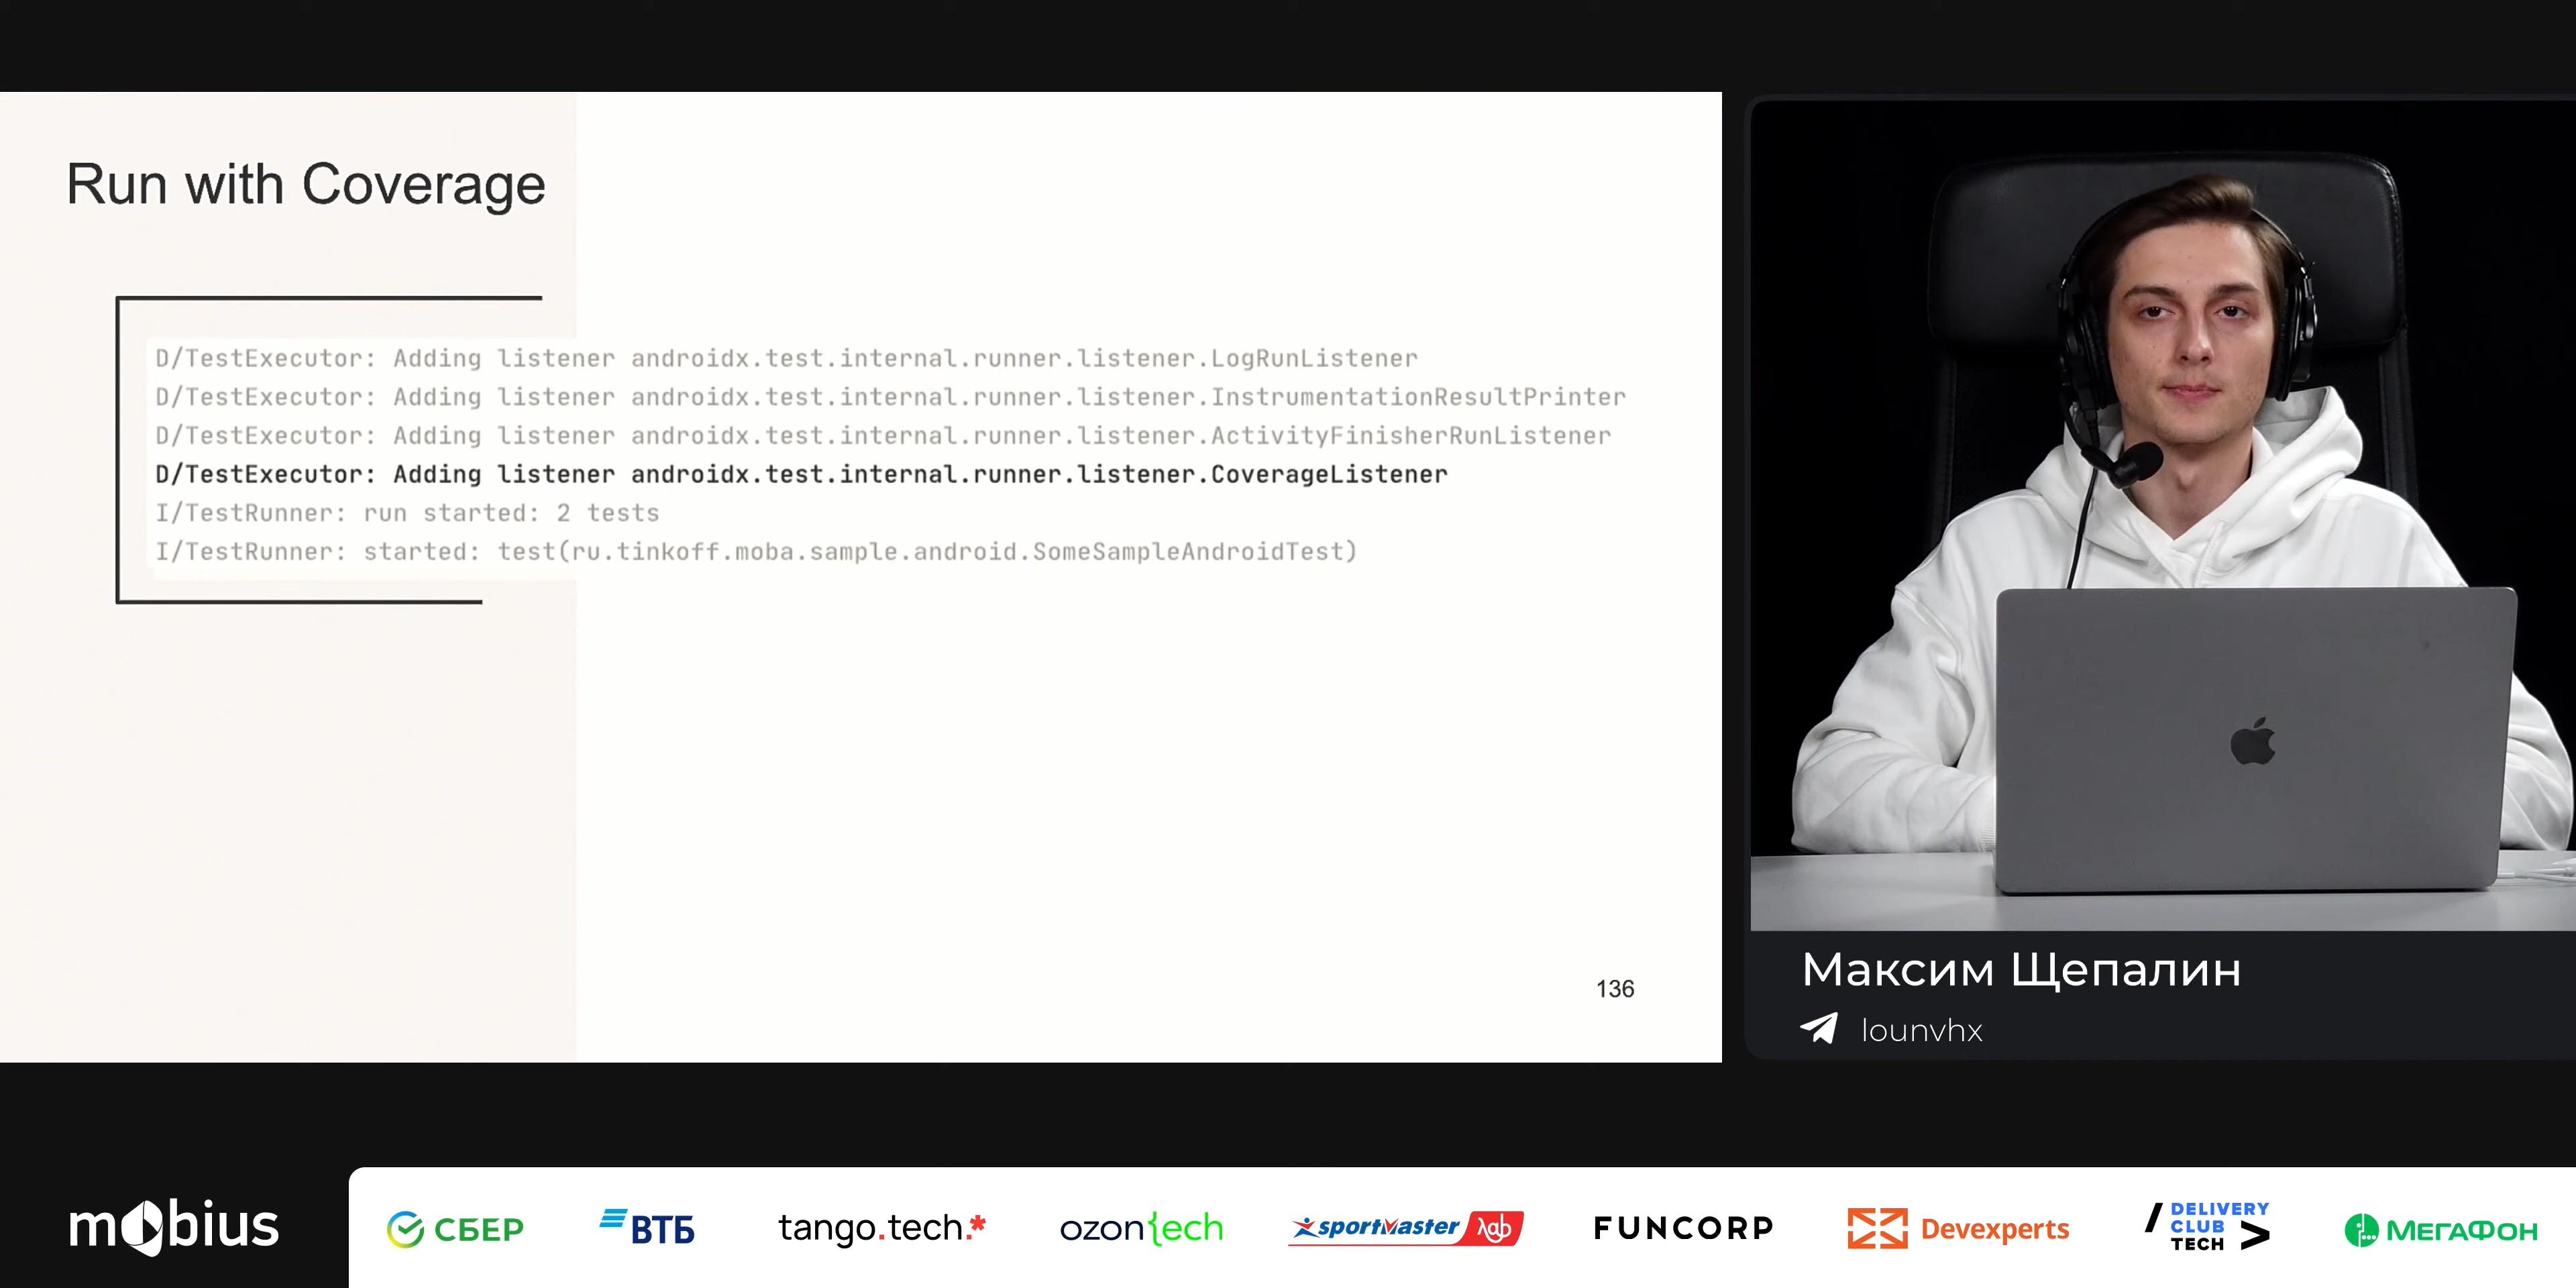 Run with Coverage
D/TestExecutor: Adding listener androidx.test.internal.runner.listener.LogRunListener
D/TestExecutor: Adding listener androidx.test.internal.runner.listener.InstrumentationResultPrinter
D/TestExecutor: Adding listener androidx.test.internal.runner.listener.ActivityFinisherRunListener
D/TestExecutor: Adding listener androidx.test.internal.runner.listener.CoverageListener
I/TestRunner: run started: 2 tests
I/TestRunner: started: test(ru.tinkoff.moba.sample.android.SomeSampleAndroidTest)
136
Максим Щепалин
lounvhx
mobius
СБЕР
ВТБ
tango.tech.*
ozon{ech
sportmaster λab
FUNCORP
Devexperts
/ DELIVERY
CLUB
TECH >
МЕГАФОН